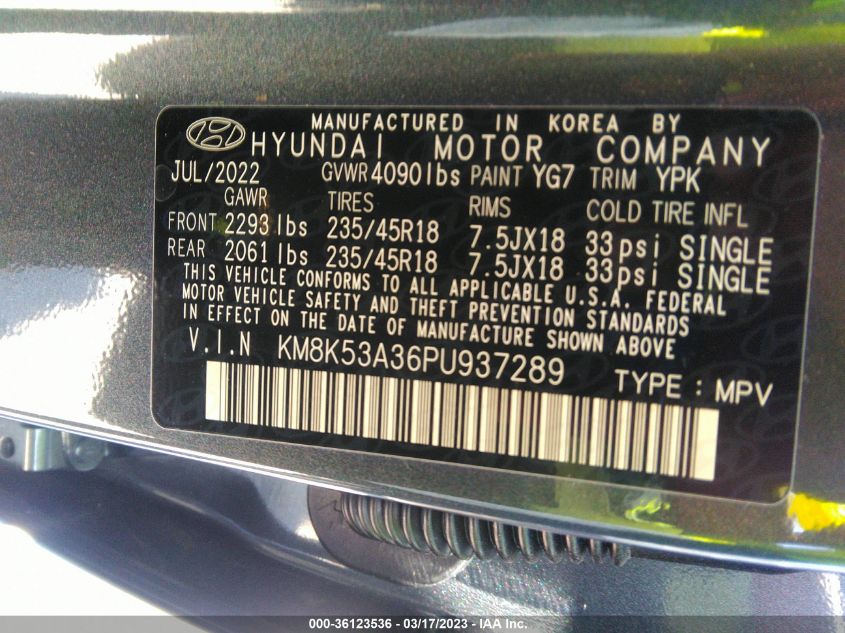 MANUFACTURED IN KOREA BY
HYUNDAI MOTOR COMPANY
JUL/2022 GVWR 4090 lbs PAINT YG7 TRIM YPK
GAWR TIRES RIMS COLD TIRE INFL
FRONT 2293 lbs 235/45R18 7.5JX18 33psi SINGLE
REAR 2061 lbs 235/45R18 7.5JX18 33psi SINGLE
THIS VEHICLE CONFORMS TO ALL APPLICABLE U.S.A. FEDERAL
MOTOR VEHICLE SAFETY AND THEFT PREVENTION STANDARDS
IN EFFECT ON THE DATE OF MANUFACTURE SHOWN ABOVE
V.I.N KM8K53A36PU937289 TYPE : MPV
000-36123536 - 03/17/2023 - IAA Inc.